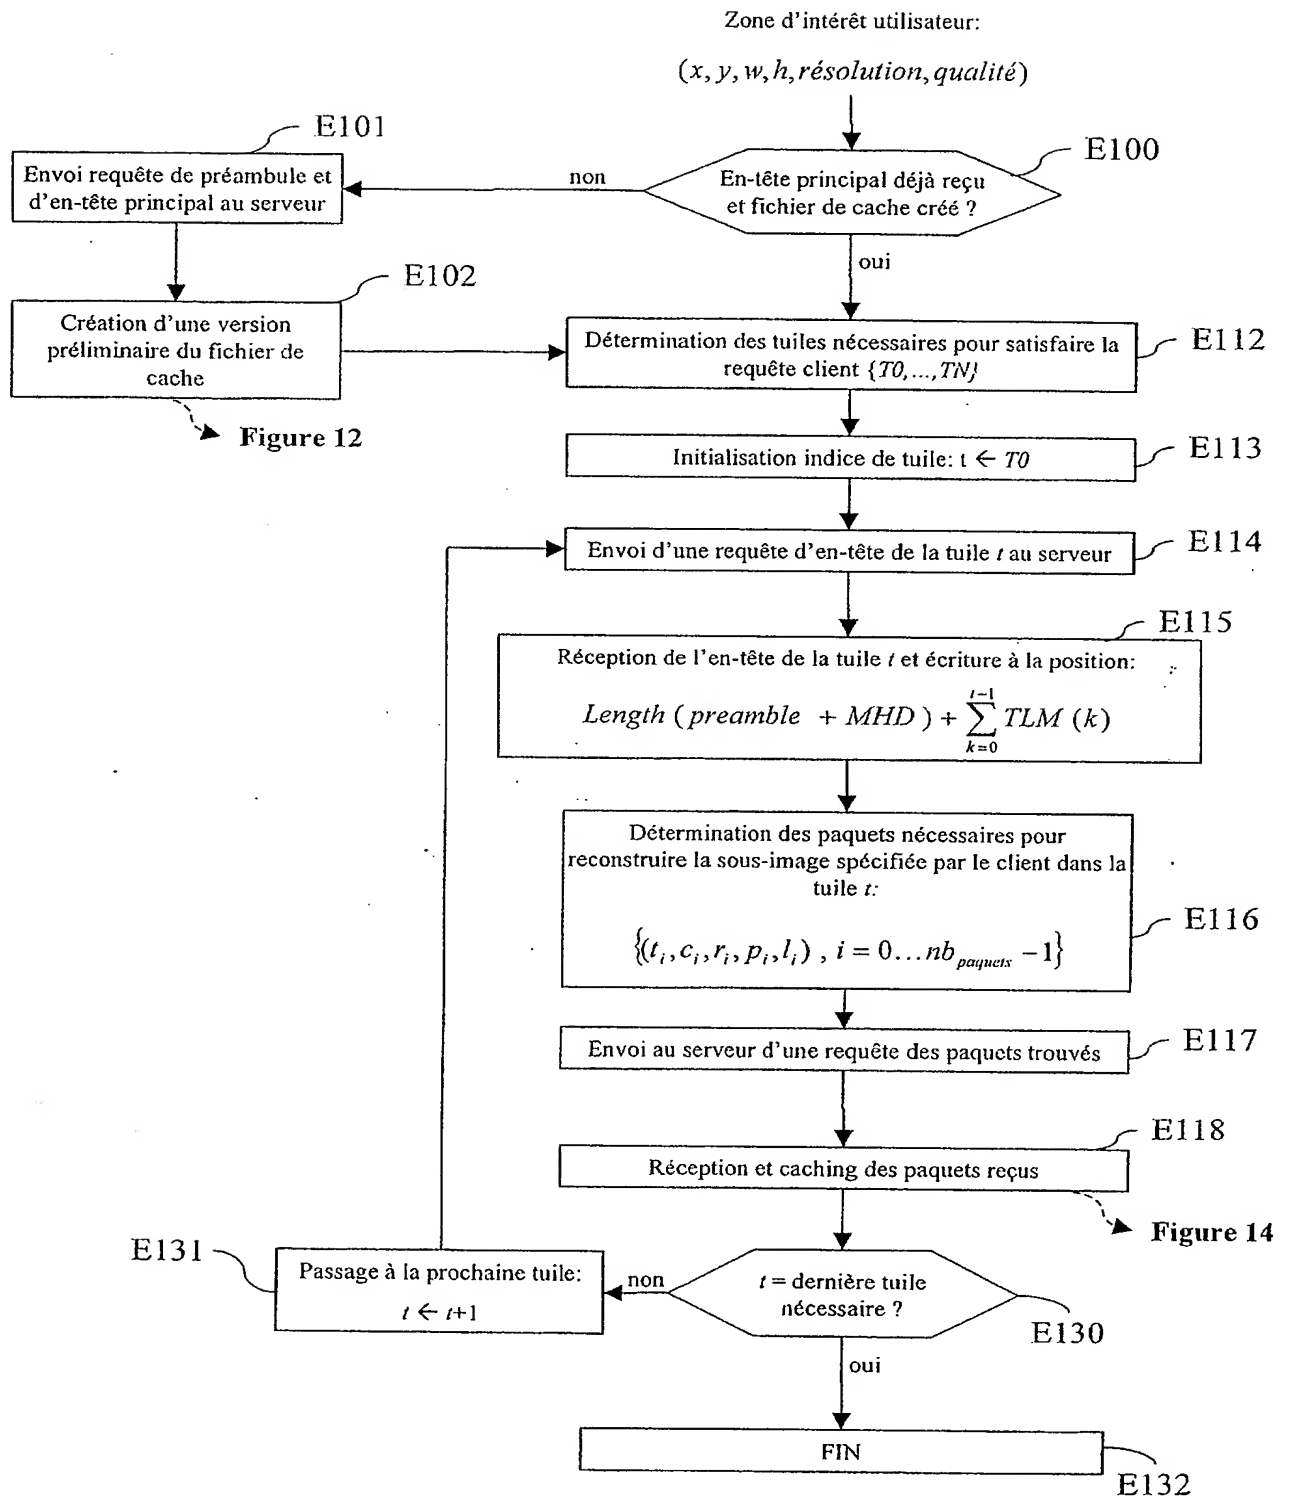 Zone d'intérêt utilisateur:
(x, y, w, h, résolution, qualité)
E101
E100
Envoi requête de préambule et
d'en-tête principal au serveur
non
En-tête principal déjà reçu
et fichier de cache créé ?
oui
E102
Création d'une version
préliminaire du fichier de
cache
Figure 12
Détermination des tuiles nécessaires pour satisfaire la
requête client {T0,...,TN}
E112
Initialisation indice de tuile: t ← T0
E113
Envoi d'une requête d'en-tête de la tuile t au serveur
E114
E115
Réception de l'en-tête de la tuile t et écriture à la position:
Length (preamble + MHD) + ∑_{k=0}^{t-1} TLM (k)
Détermination des paquets nécessaires pour
reconstruire la sous-image spécifiée par le client dans la
tuile t:
{(t_i, c_i, r_i, p_i, l_i) , i = 0...nb_{paquets} -1}
E116
Envoi au serveur d'une requête des paquets trouvés
E117
E118
Réception et caching des paquets reçus
Figure 14
E131
Passage à la prochaine tuile:
t ← t+1
non
t = dernière tuile
nécessaire ?
E130
oui
FIN
E132